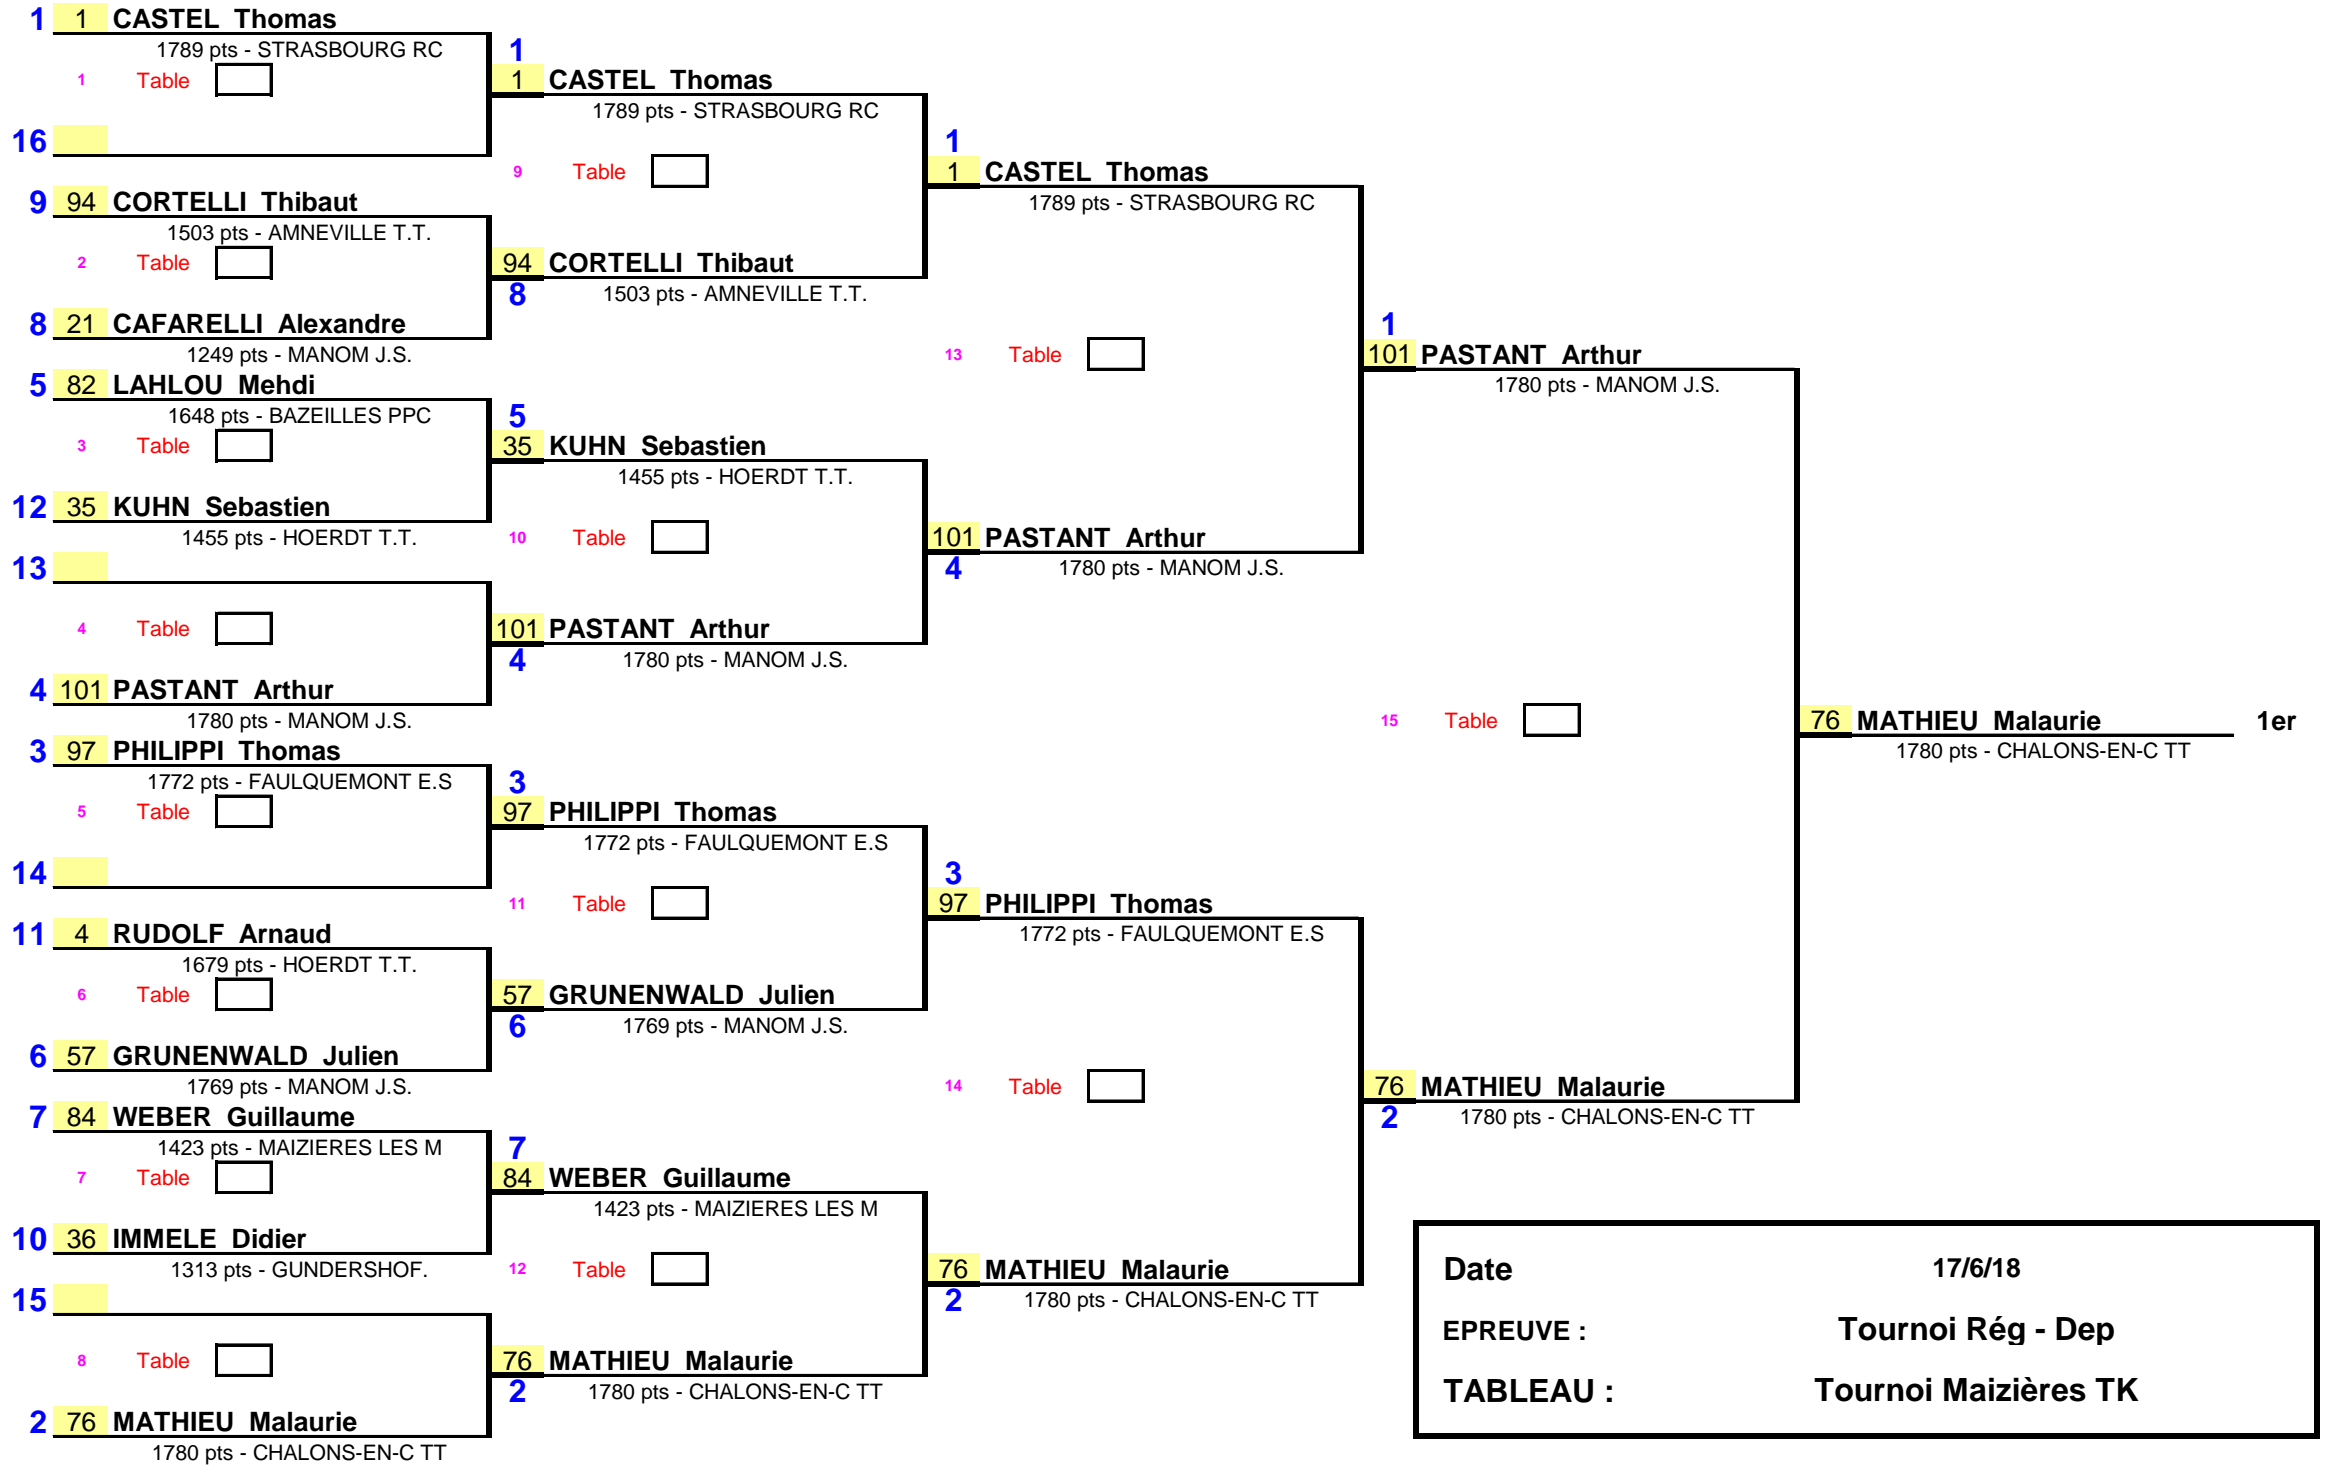 1 1 CASTEL Thomas
1789 pts - STRASBOURG RC
1 Table
16
9 94 CORTELLI Thibaut
1503 pts - AMNEVILLE T.T.
2 Table
8 21 CAFARELLI Alexandre
1249 pts - MANOM J.S.
5 82 LAHLOU Mehdi
1648 pts - BAZEILLES PPC
3 Table
12 35 KUHN Sebastien
1455 pts - HOERDT T.T.
13
4 Table
4 101 PASTANT Arthur
1780 pts - MANOM J.S.
3 97 PHILIPPI Thomas
1772 pts - FAULQUEMONT E.S
5 Table
14
11 4 RUDOLF Arnaud
1679 pts - HOERDT T.T.
6 Table
6 57 GRUNENWALD Julien
1769 pts - MANOM J.S.
7 84 WEBER Guillaume
1423 pts - MAIZIERES LES M
7 Table
10 36 IMMELE Didier
1313 pts - GUNDERSHOF.
15
8 Table
2 76 MATHIEU Malaurie
1780 pts - CHALONS-EN-C TT
1
1 CASTEL Thomas
1789 pts - STRASBOURG RC
9 Table
94 CORTELLI Thibaut
8
1503 pts - AMNEVILLE T.T.
5
35 KUHN Sebastien
1455 pts - HOERDT T.T.
10 Table
101 PASTANT Arthur
4
1780 pts - MANOM J.S.
3
97 PHILIPPI Thomas
1772 pts - FAULQUEMONT E.S
11 Table
57 GRUNENWALD Julien
6
1769 pts - MANOM J.S.
7
84 WEBER Guillaume
1423 pts - MAIZIERES LES M
12 Table
76 MATHIEU Malaurie
2
1780 pts - CHALONS-EN-C TT
1
1 CASTEL Thomas
1789 pts - STRASBOURG RC
13 Table
101 PASTANT Arthur
4
1780 pts - MANOM J.S.
3
97 PHILIPPI Thomas
1772 pts - FAULQUEMONT E.S
14 Table
76 MATHIEU Malaurie
2
1780 pts - CHALONS-EN-C TT
1
101 PASTANT Arthur
1780 pts - MANOM J.S.
15 Table
76 MATHIEU Malaurie
2
1780 pts - CHALONS-EN-C TT
76 MATHIEU Malaurie 1er
1780 pts - CHALONS-EN-C TT
Date 17/6/18
EPREUVE : Tournoi Rég - Dep
TABLEAU : Tournoi Maizières TK